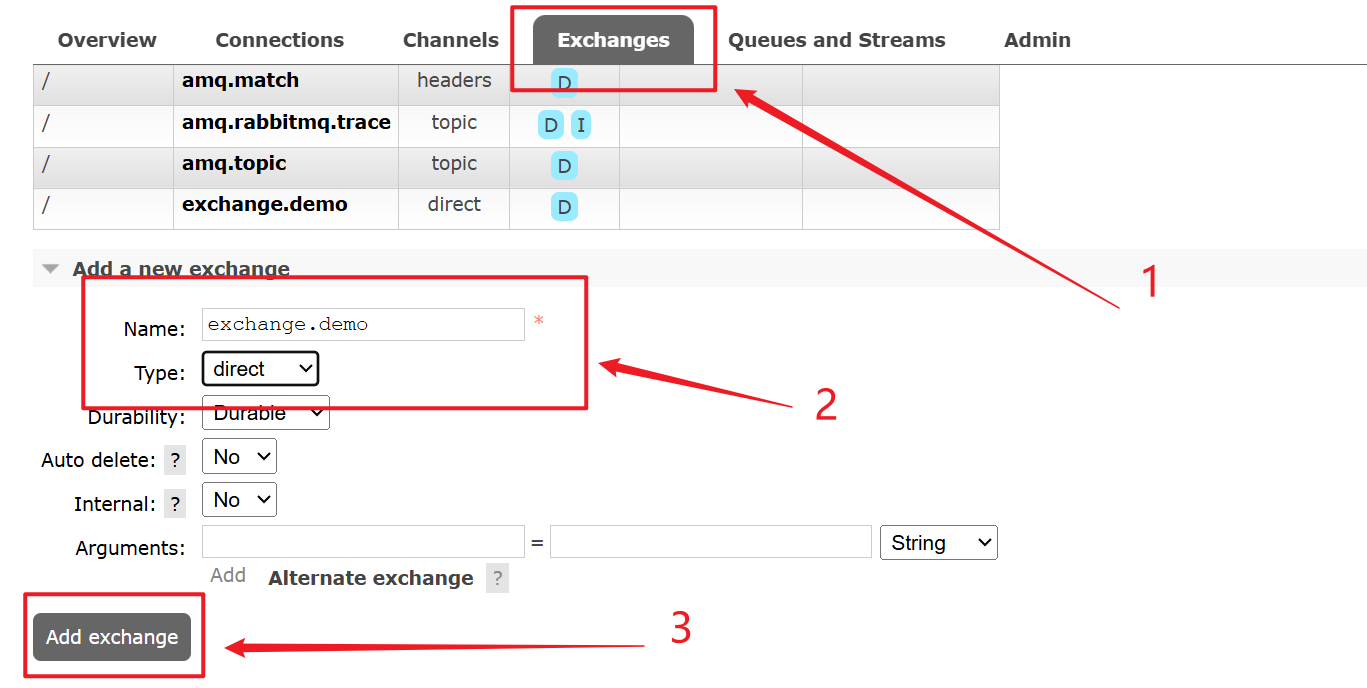 Overview Connections Channels Exchanges Queues and Streams Admin
/ amq.match headers D
/ amq.rabbitmq.trace topic D I
/ amq.topic topic D
/ exchange.demo direct D
1
Add a new exchange
Name: exchange.demo *
Type: direct
2
Durability: Durable
Auto delete: ? No
Internal: ? No
Arguments: = String
Add Alternate exchange ?
3
Add exchange